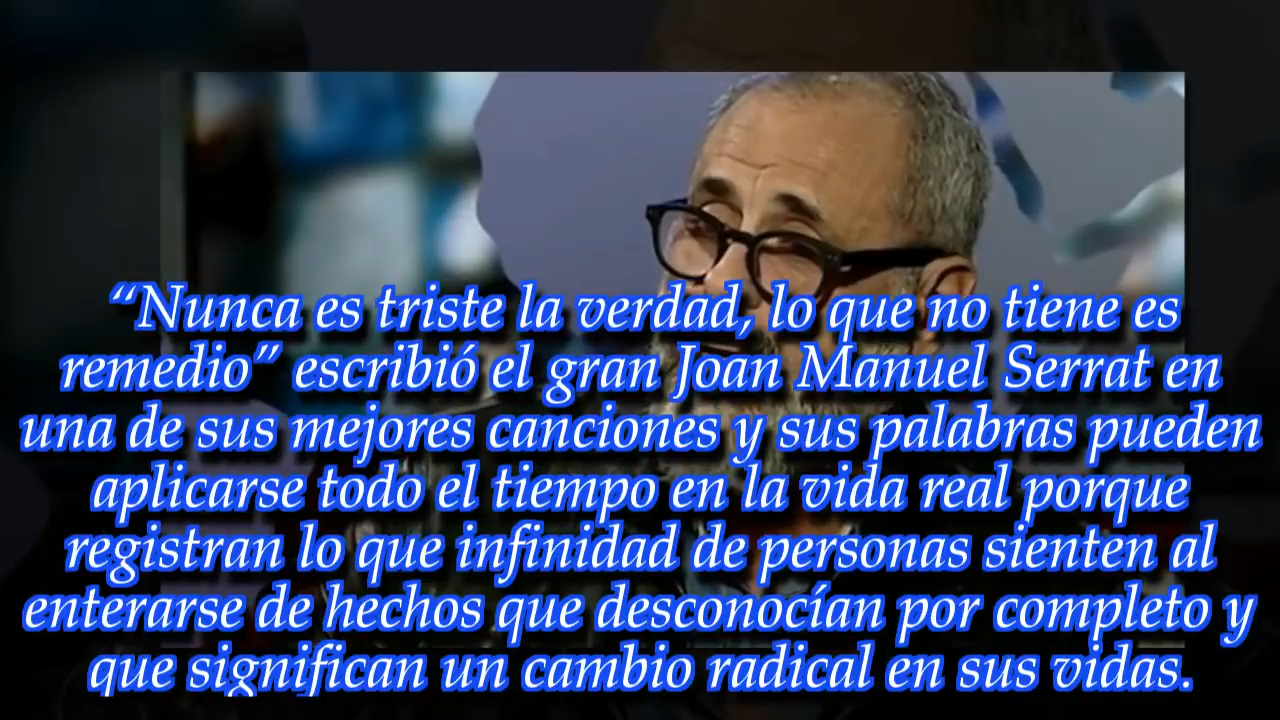 “Nunca es triste la verdad, lo que no tiene es
remedio” escribió el gran Joan Manuel Serrat en
una de sus mejores canciones y sus palabras pueden
aplicarse todo el tiempo en la vida real porque
registran lo que infinidad de personas sienten al
enterarse de hechos que desconocían por completo y
que significan un cambio radical en sus vidas.